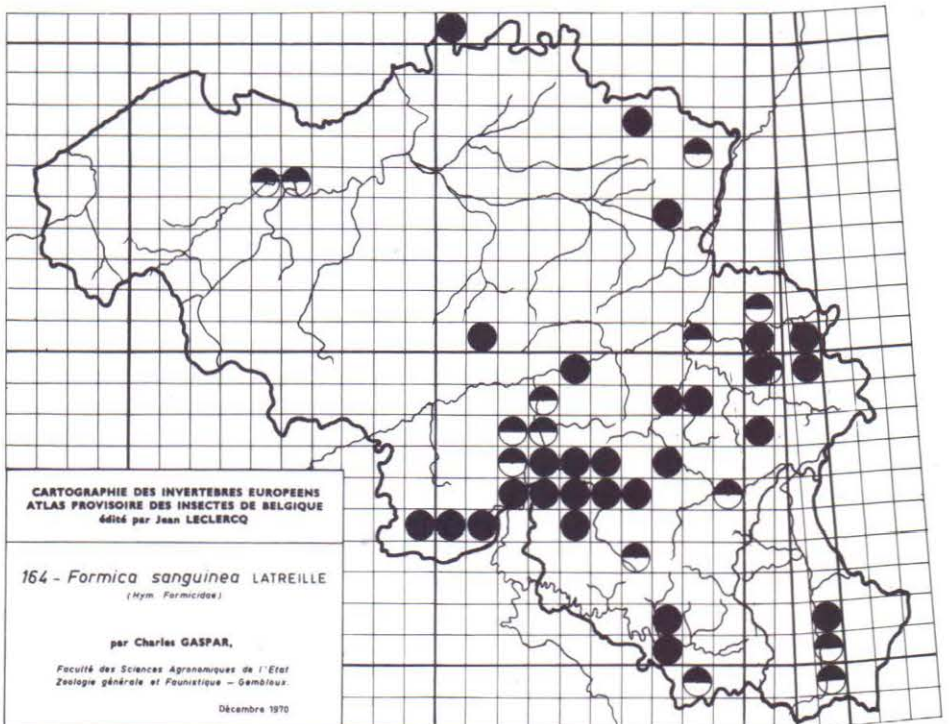 CARTOGRAPHIE DES INVERTEBRES EUROPEENS
ATLAS PROVISOIRE DES INSECTES DE BELGIQUE
édité par Jean LECLERCQ
164 - Formica sanguinea LATREILLE
(Hym. Formicidae)
par Charles GASPAR,
Faculté des Sciences Agronomiques de l'Etat
Zoologie générale et Faunistique - Gembloux.
Décembre 1970